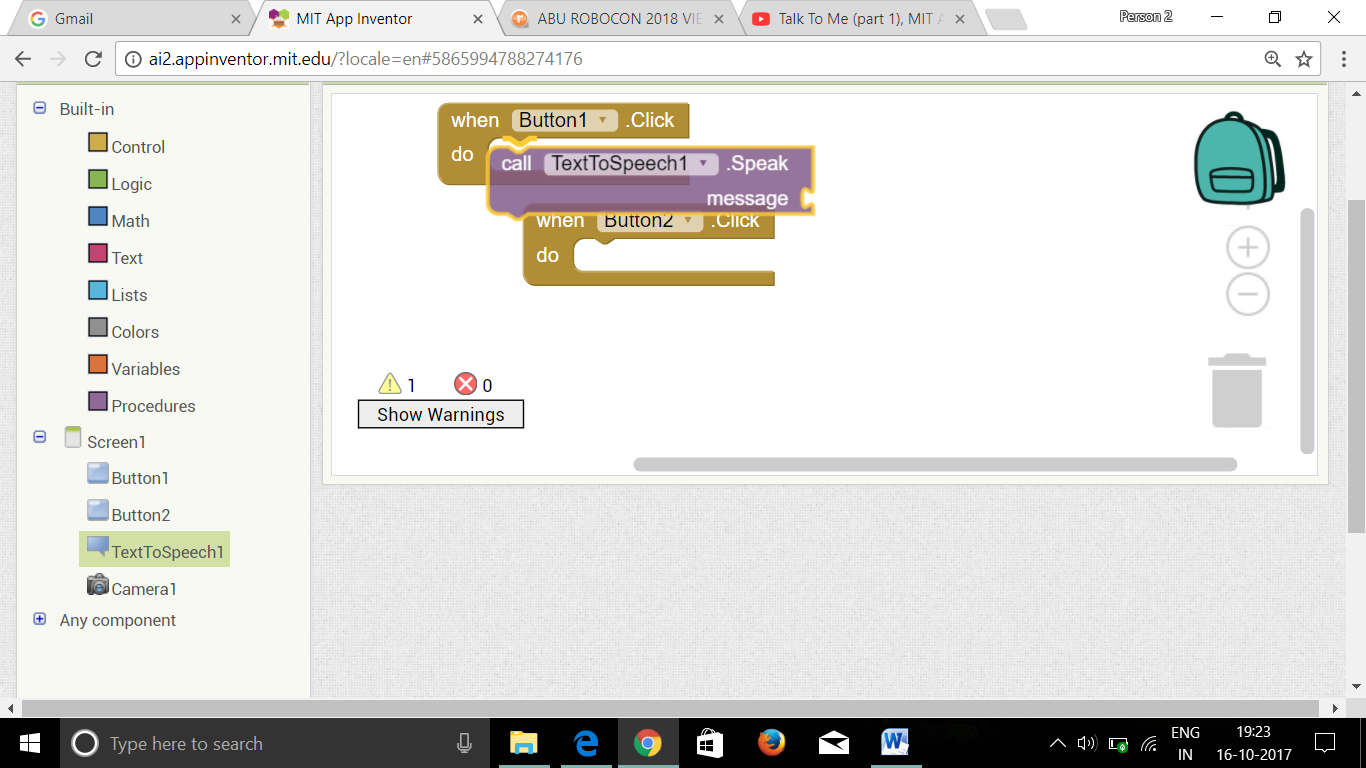 Gmail
MIT App Inventor
ABU ROBOCON 2018 VIE
Talk To Me (part 1), MIT A
Person 2
ai2.appinventor.mit.edu/?locale=en#5865994788274176
Built-in
Control
Logic
Math
Text
Lists
Colors
Variables
Procedures
Screen1
Button1
Button2
TextToSpeech1
Camera1
Any component
when Button1 .Click
do
call TextToSpeech1 .Speak
message
when Button2 .Click
do
1 0
Show Warnings
Type here to search
W
ENG
IN
19:23
16-10-2017